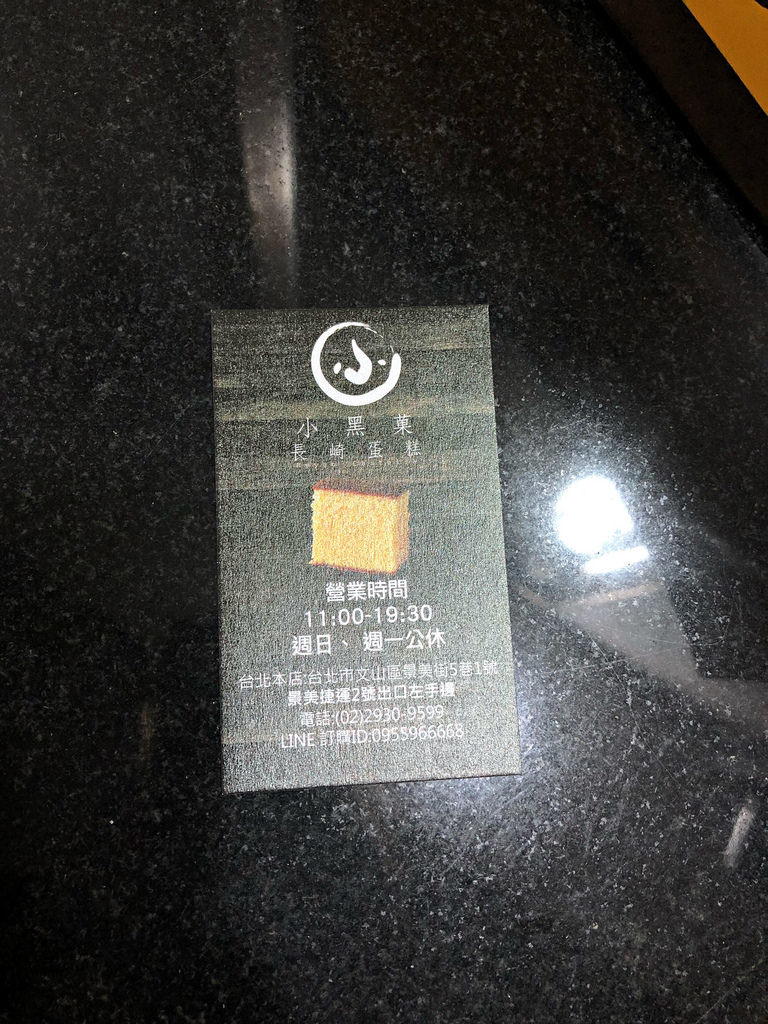 小
小黑菓
長崎蛋糕
營業時間
11:00-19:30
週日、週一公休
台北本店:台北市文山區景美街5巷1號
景美捷運2號出口左手邊
電話:(02)2930-9599
LINE 訂購ID:0955966668